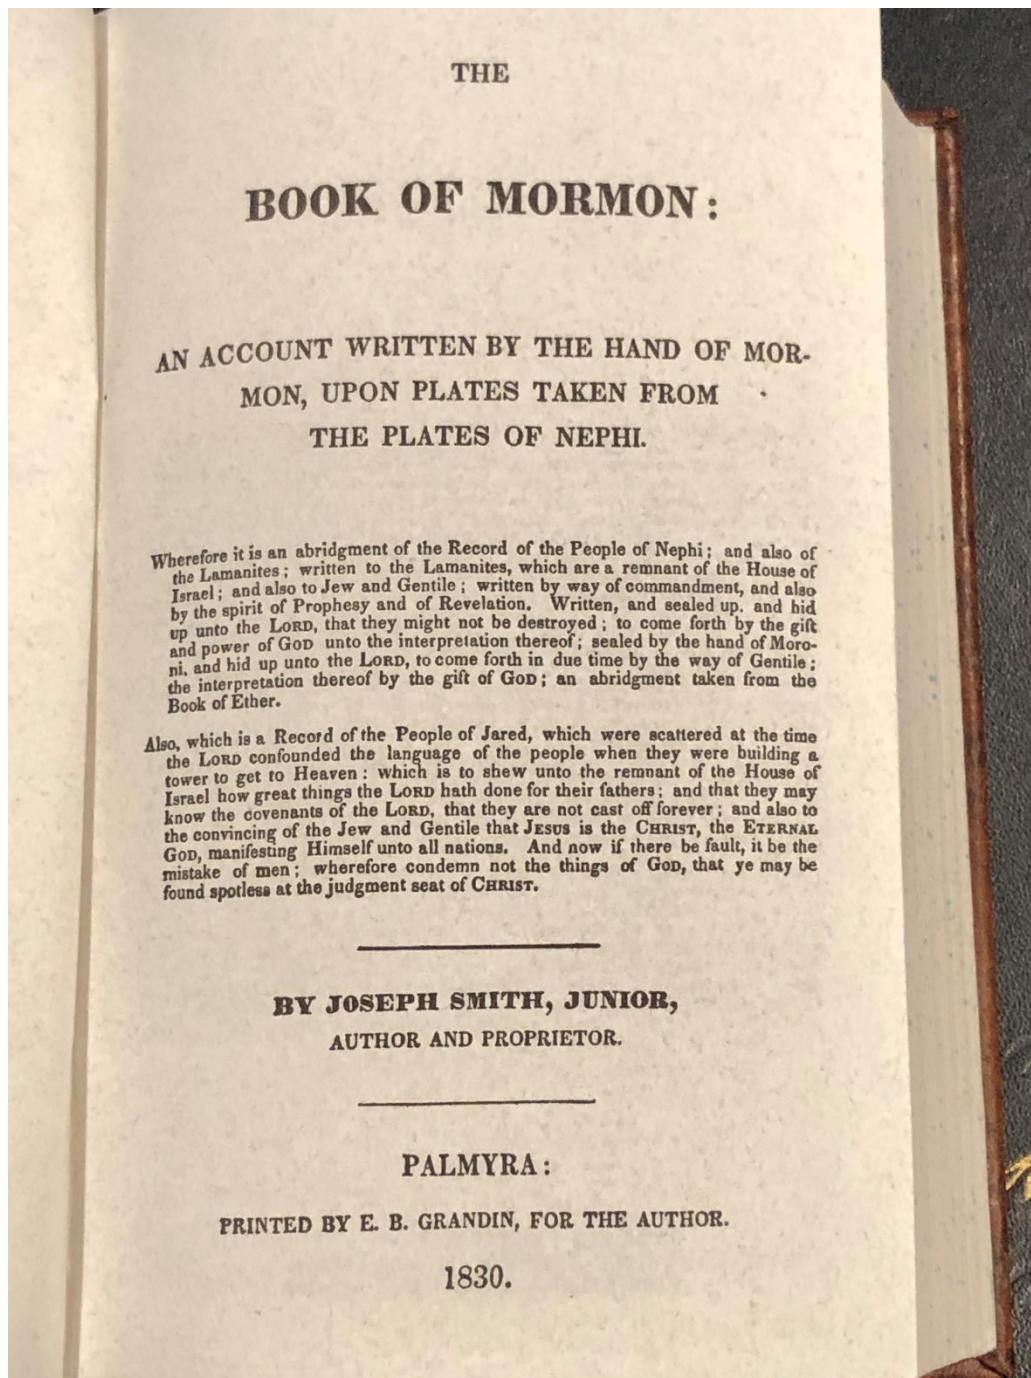 THE
BOOK OF MORMON:
AN ACCOUNT WRITTEN BY THE HAND OF MOR-
MON, UPON PLATES TAKEN FROM
THE PLATES OF NEPHI.
Wherefore it is an abridgment of the Record of the People of Nephi; and also of
the Lamanites; written to the Lamanites, which are a remnant of the House of
Israel; and also to Jew and Gentile; written by way of commandment, and also
by the spirit of Prophesy and of Revelation. Written, and sealed up. and hid
up unto the LORD, that they might not be destroyed; to come forth by the gift
and power of GOD unto the interpretation thereof; sealed by the hand of Moro-
ni. and hid up unto the LORD, to come forth in due time by the way of Gentile;
the interpretation thereof by the gift of GOD; an abridgment taken from the
Book of Ether.
Also, which is a Record of the People of Jared, which were scattered at the time
the LORD confounded the language of the people when they were building a
tower to get to Heaven: which is to shew unto the remnant of the House of
Israel how great things the LORD hath done for their fathers; and that they may
know the covenants of the LORD, that they are not cast off forever; and also to
the convincing of the Jew and Gentile that JESUS is the CHRIST, the ETERNAL
GOD, manifesting Himself unto all nations. And now if there be fault, it be the
mistake of men; wherefore condemn not the things of GOD, that ye may be
found spotless at the judgment seat of CHRIST.
BY JOSEPH SMITH, JUNIOR,
AUTHOR AND PROPRIETOR.
PALMYRA:
PRINTED BY E. B. GRANDIN, FOR THE AUTHOR.
1830.